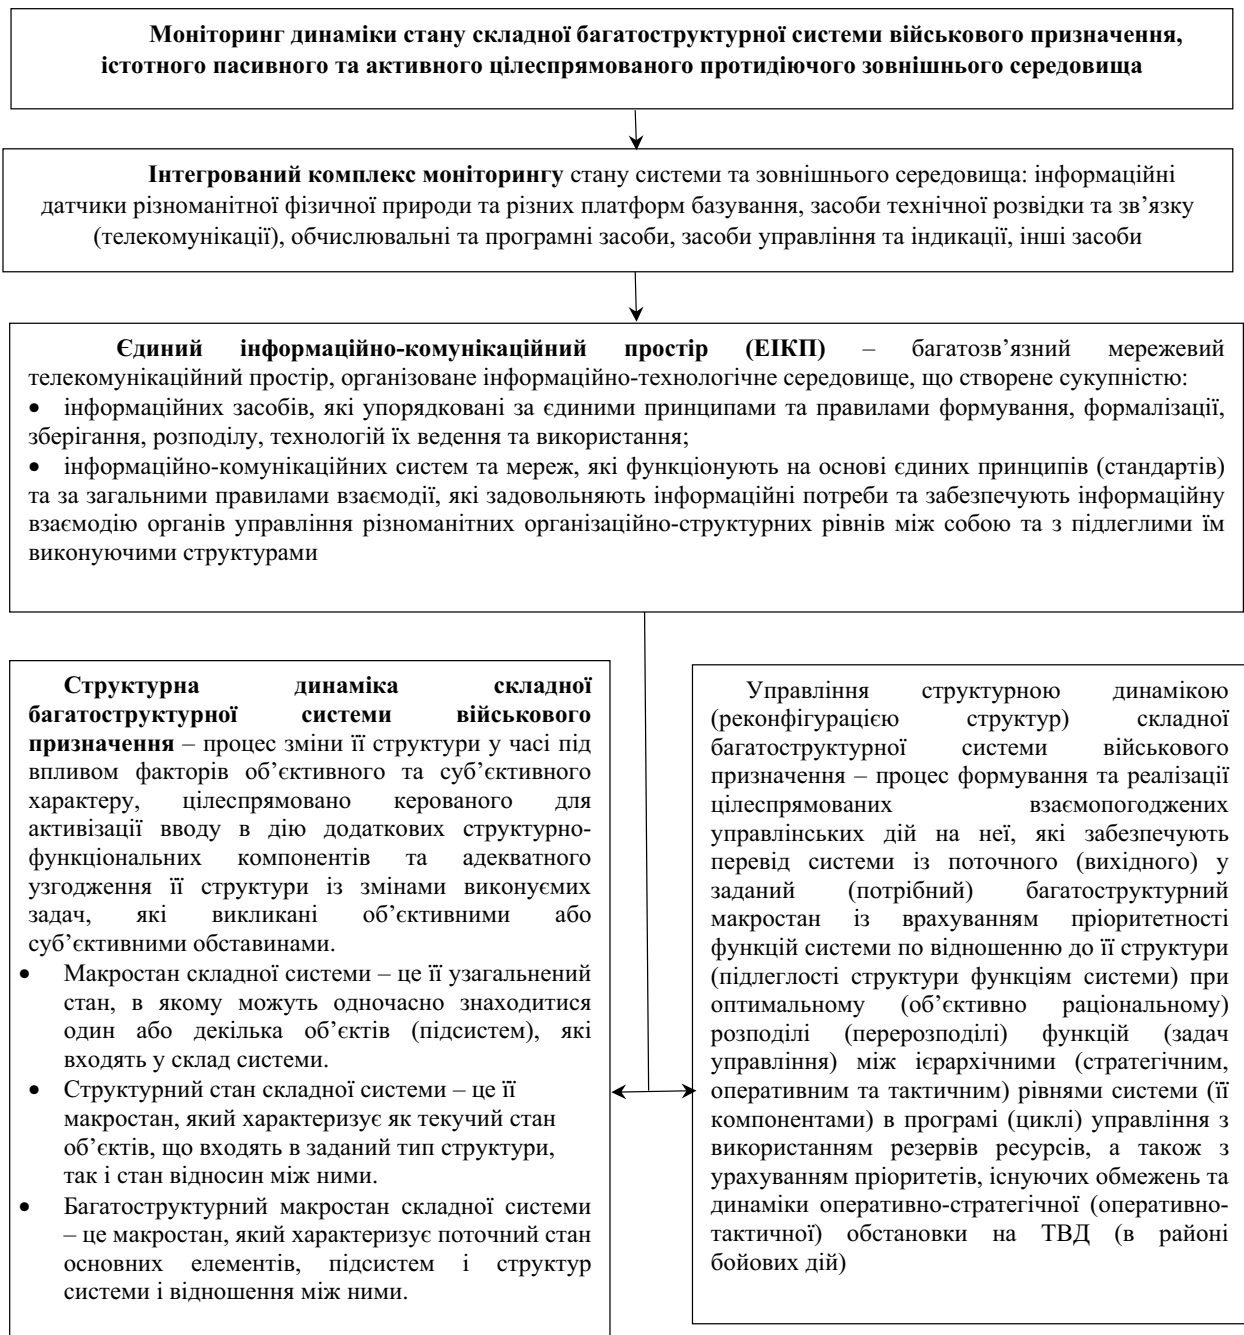 Моніторинг динаміки стану складної багатоструктурної системи військового призначення,
істотного пасивного та активного цілеспрямованого протидіючого зовнішнього середовища
Інтегрований комплекс моніторингу стану системи та зовнішнього середовища: інформаційні
датчики різноманітної фізичної природи та різних платформ базування, засоби технічної розвідки та зв’язку
(телекомунікації), обчислювальні та програмні засоби, засоби управління та індикації, інші засоби
Єдиний інформаційно-комунікаційний простір (ЕІКП) – багатозв’язний мережевий
телекомунікаційний простір, організоване інформаційно-технологічне середовище, що створене сукупністю:
• інформаційних засобів, які упорядковані за єдиними принципами та правилами формування, формалізації,
зберігання, розподілу, технологій їх ведення та використання;
• інформаційно-комунікаційних систем та мереж, які функціонують на основі єдиних принципів (стандартів)
та за загальними правилами взаємодії, які задовольняють інформаційні потреби та забезпечують інформаційну
взаємодію органів управління різноманітних організаційно-структурних рівнів між собою та з підлеглими їм
виконуючими структурами
Структурна динаміка складної
багатоструктурної системи військового
призначення – процес зміни її структури у часі під
впливом факторів об’єктивного та суб’єктивного
характеру, цілеспрямовано керованого для
активізації вводу в дію додаткових структурно-
функціональних компонентів та адекватного
узгодження її структури із змінами виконуємих
задач, які викликані об’єктивними або
суб’єктивними обставинами.
• Макростан складної системи – це її узагальнений
стан, в якому можуть одночасно знаходитися
один або декілька об’єктів (підсистем), які
входять у склад системи.
• Структурний стан складної системи – це її
макростан, який характеризує як текучий стан
об’єктів, що входять в заданий тип структури,
так і стан відносин між ними.
• Багатоструктурний макростан складної системи
– це макростан, який характеризує поточний стан
основних елементів, підсистем і структур
системи і відношення між ними.
Управління структурною динамікою
(реконфігурацією структур) складної
багатоструктурної системи військового
призначення – процес формування та реалізації
цілеспрямованих взаємопогоджених
управлінських дій на неї, які забезпечують
перевід системи із поточного (вихідного) у
заданий (потрібний) багатоструктурний
макростан із врахуванням пріоритетності
функцій системи по відношенню до її структури
(підлеглості структури функціям системи) при
оптимальному (об’єктивно раціональному)
розподілі (перерозподілі) функцій (задач
управління) між ієрархічними (стратегічним,
оперативним та тактичним) рівнями системи (її
компонентами) в програмі (циклі) управління з
використанням резервів ресурсів, а також з
урахуванням пріоритетів, існуючих обмежень та
динаміки оперативно-стратегічної (оперативно-
тактичної) обстановки на ТВД (в районі
бойових дій)